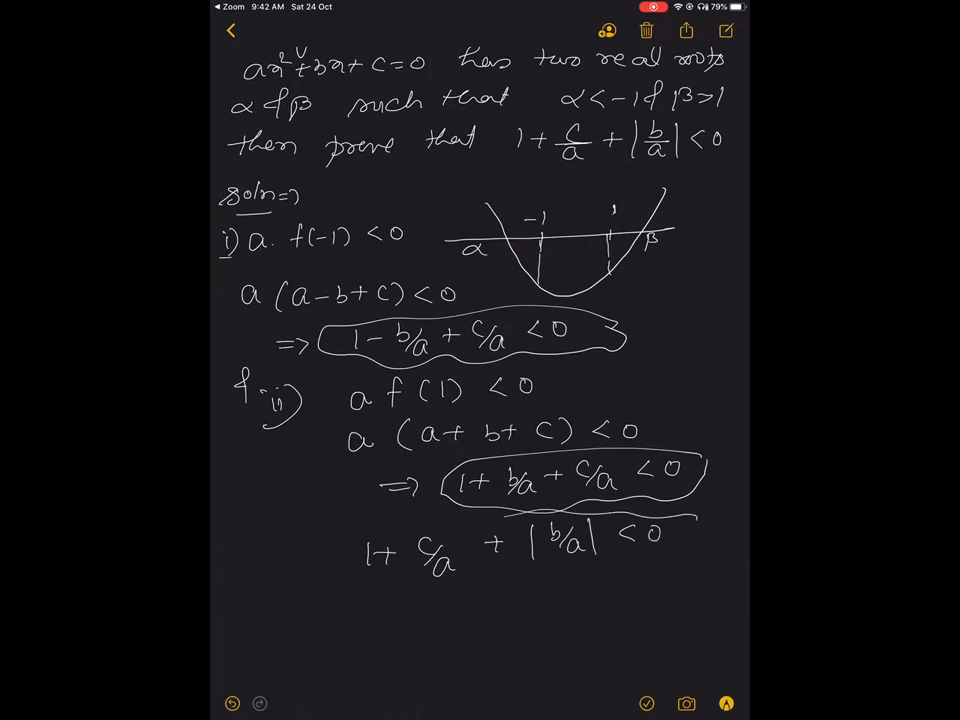 Zoom 9:42 AM Sat 24 Oct 79%
ax²+bx+c=0 has two real roots
α & β such that α<-1 & β>1
then prove that 1 + c/a + |b/a| < 0
Soln⇒
-1 1
α β
i) a. f(-1) < 0
a (a-b+c) < 0
⇒ 1 - b/a + c/a < 0
& ii) a f(1) < 0
a (a+b+c) < 0
⇒ 1+ b/a + c/a < 0
1+ c/a + |b/a| < 0